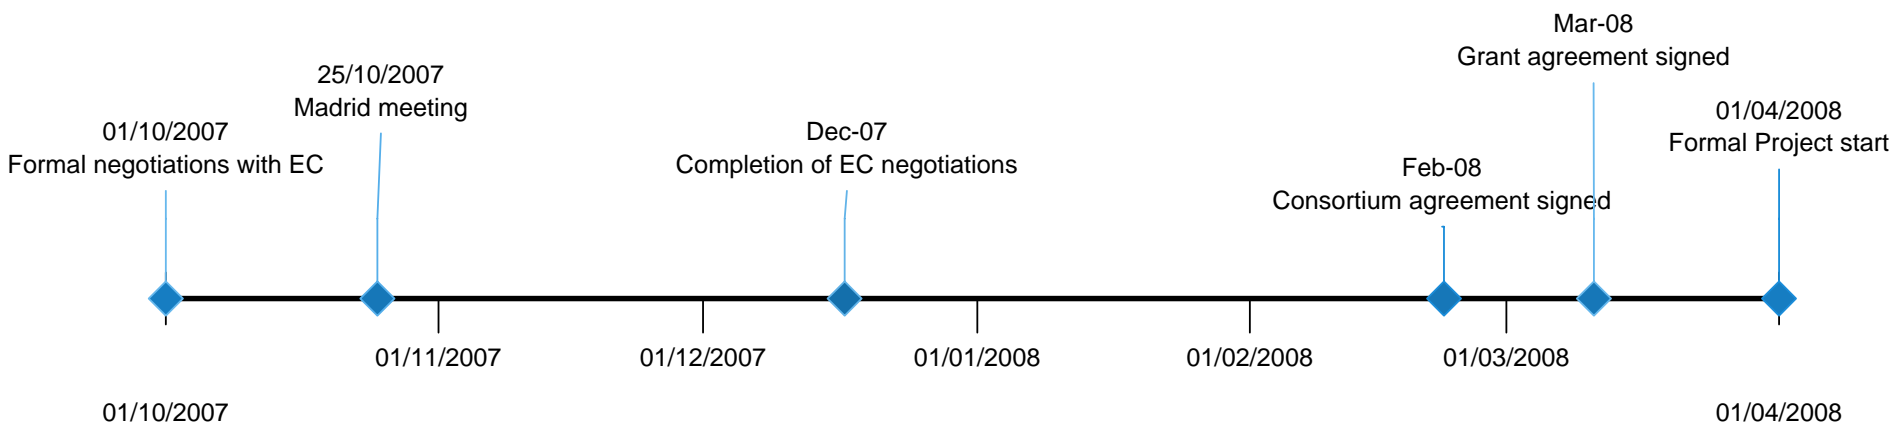 01/10/2007
Formal negotiations with EC
25/10/2007
Madrid meeting
Dec-07
Completion of EC negotiations
Feb-08
Consortium agreement signed
Mar-08
Grant agreement signed
01/04/2008
Formal Project start
01/11/2007
01/12/2007
01/01/2008
01/02/2008
01/03/2008
01/10/2007
01/04/2008